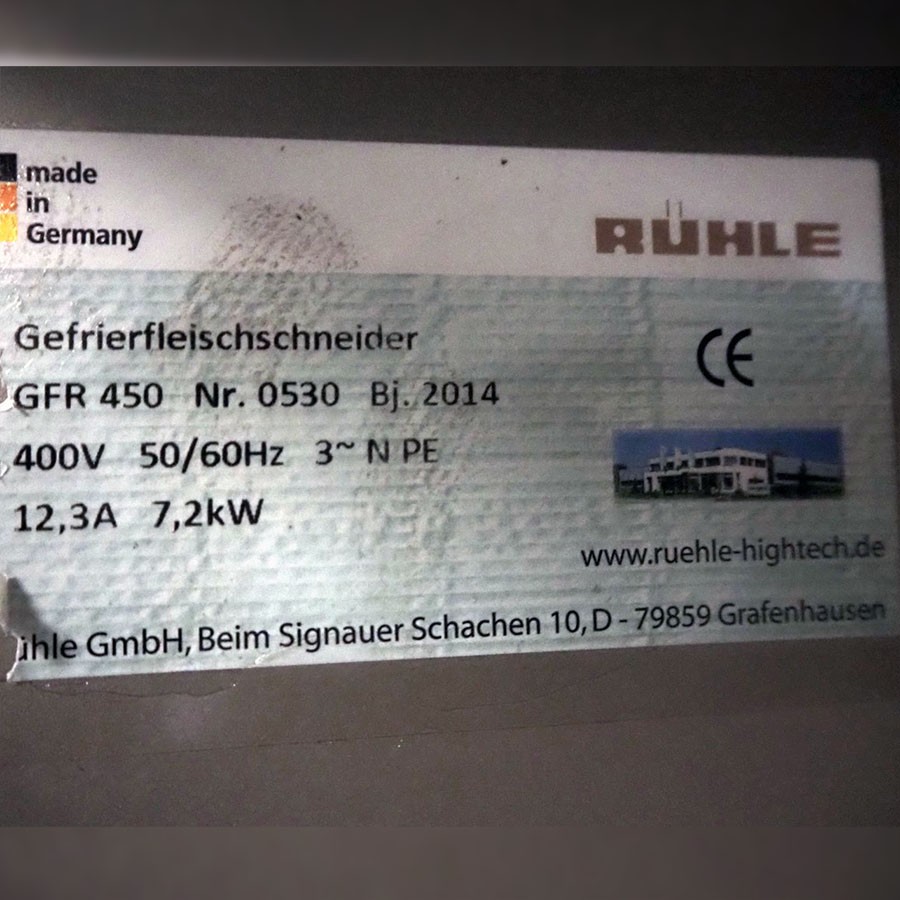 made
in
Germany
RÜHLE
Gefrierfleischschneider
GFR 450 Nr. 0530 Bj. 2014
CE
400V 50/60Hz 3~ N PE
12,3A 7,2kW
www.ruehle-hightech.de
ühle GmbH, Beim Signauer Schachen 10, D - 79859 Grafenhausen